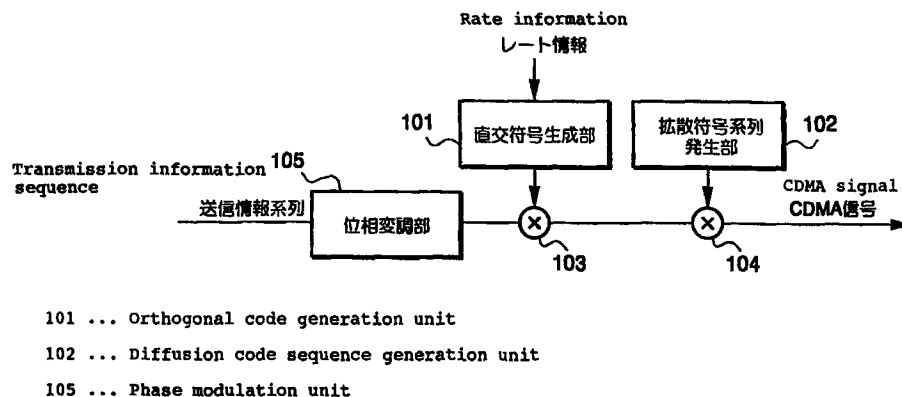 Rate information
レート情報
101
直交符号生成部
拡散符号系列
発生部
102
Transmission information
sequence
105
送信情報系列
位相変調部
×
103
×
104
CDMA signal
CDMA信号
101 ... Orthogonal code generation unit
102 ... Diffusion code sequence generation unit
105 ... Phase modulation unit